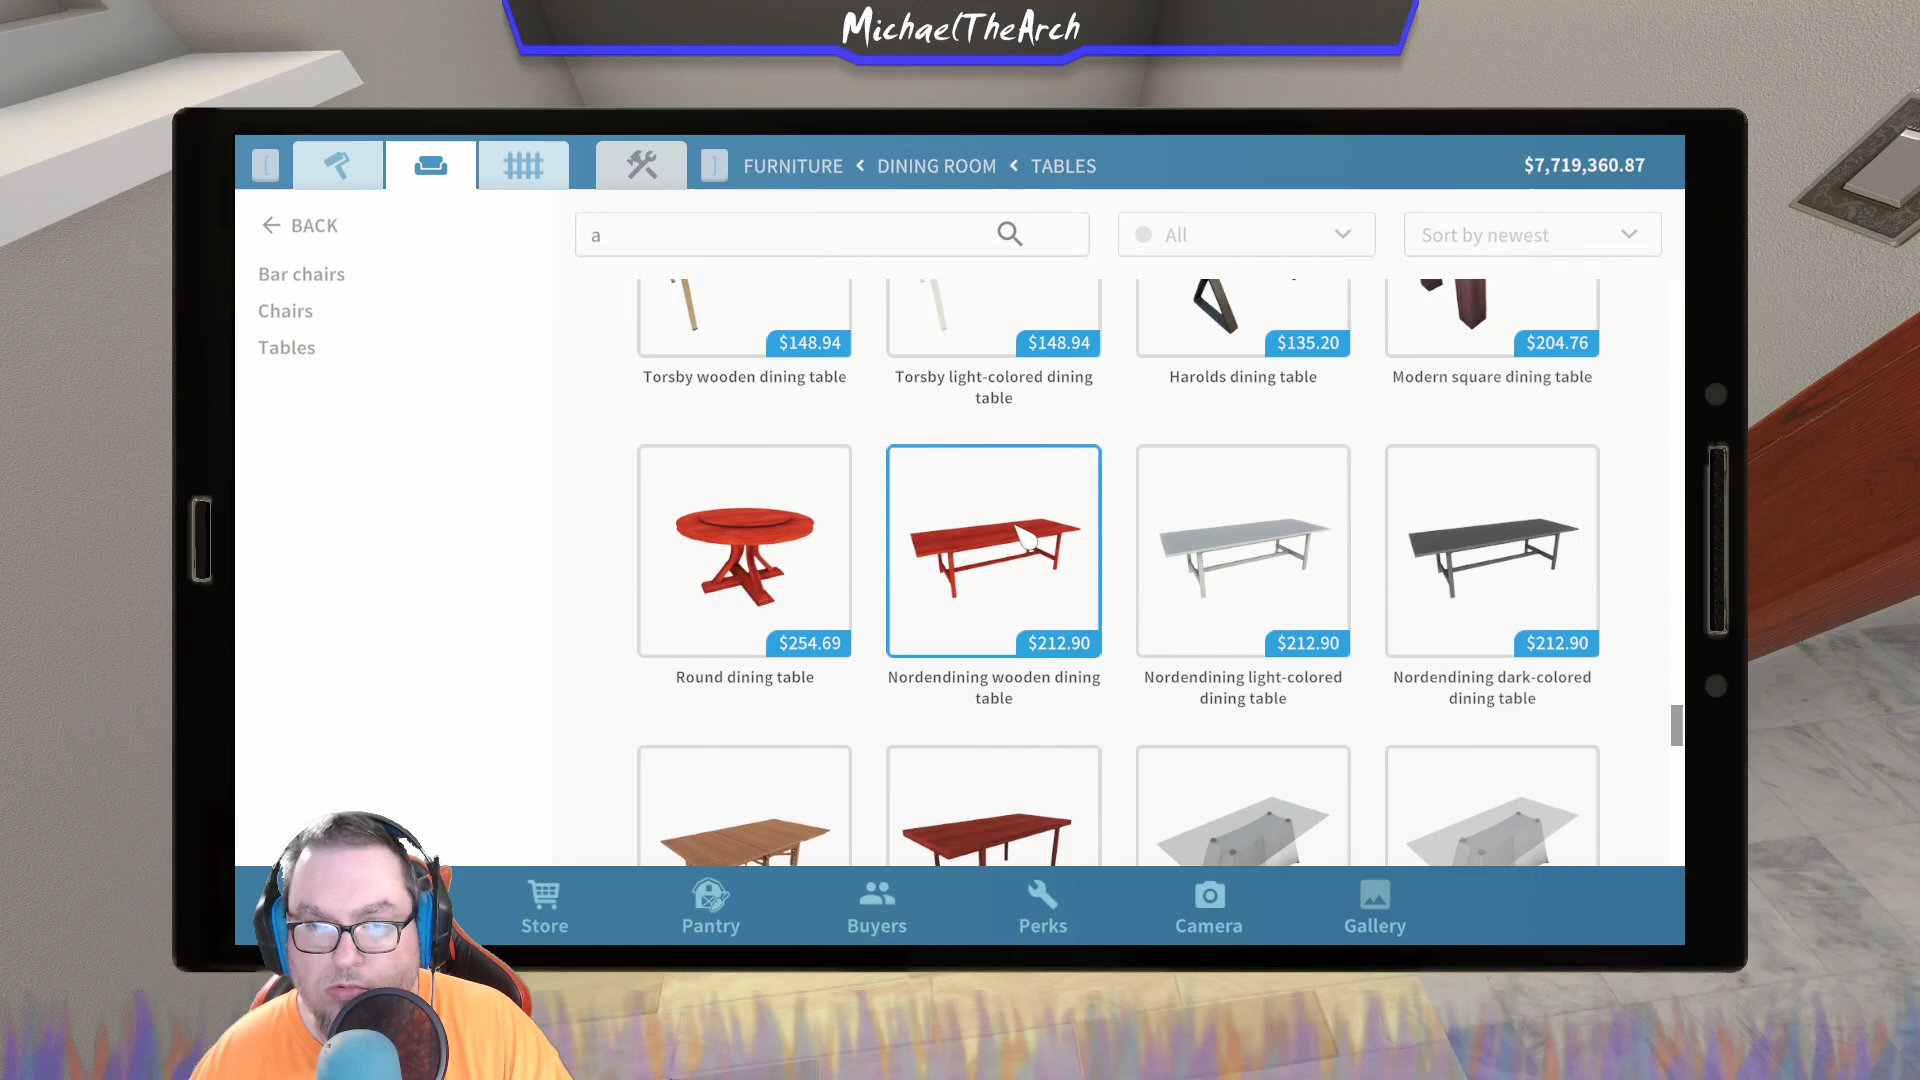 MichaelTheArch
[
]
FURNITURE < DINING ROOM < TABLES
$7,719,360.87
BACK
Bar chairs
Chairs
Tables
a
All
Sort by newest
$148.94
$148.94
$135.20
$204.76
Torsby wooden dining table
Torsby light-colored dining
table
Harolds dining table
Modern square dining table
$254.69
$212.90
$212.90
$212.90
Round dining table
Nordendining wooden dining
table
Nordendining light-colored
dining table
Nordendining dark-colored
dining table
Store
Pantry
Buyers
Perks
Camera
Gallery